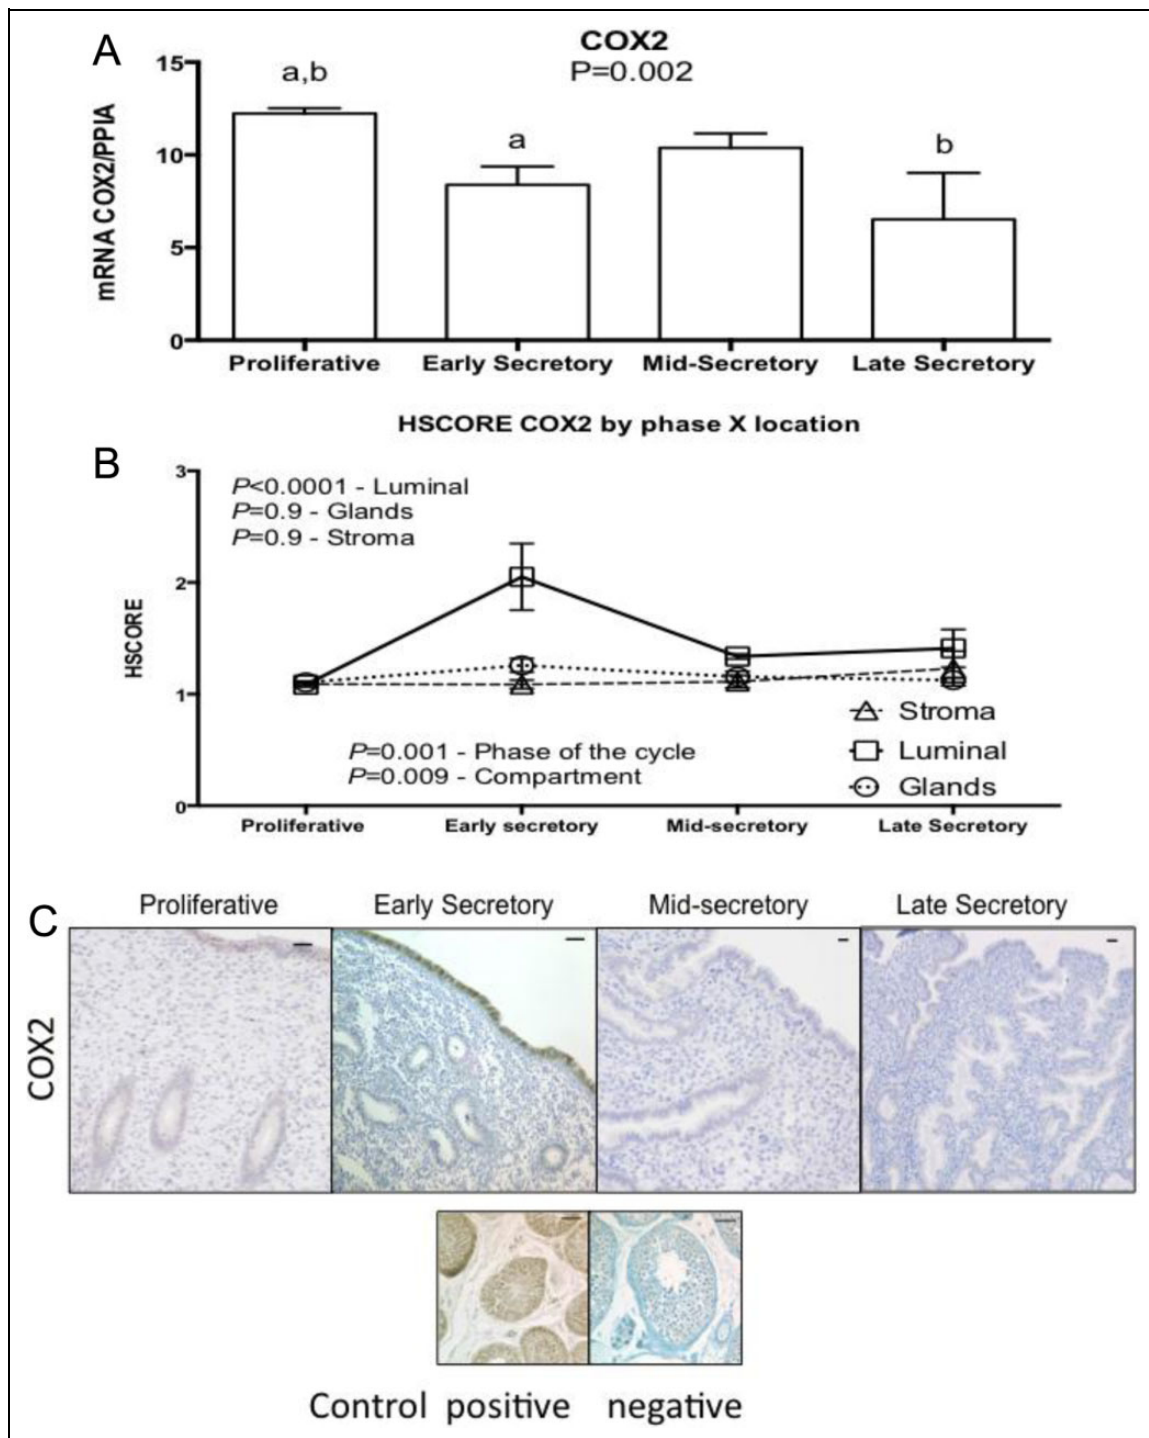 A
COX2
P=0.002
mRNA COX2/PPIA
15
10
5
0
a,b
a
b
Proliferative Early Secretory Mid-Secretory Late Secretory
HSCORE COX2 by phase X location
B
HSCORE
3
2
1
0
P<0.0001 - Luminal
P=0.9 - Glands
P=0.9 - Stroma
P=0.001 - Phase of the cycle
P=0.009 - Compartment
Stroma
Luminal
Glands
Proliferative Early secretory Mid-secretory Late Secretory
C
Proliferative Early Secretory Mid-secretory Late Secretory
COX2
Control positive negative